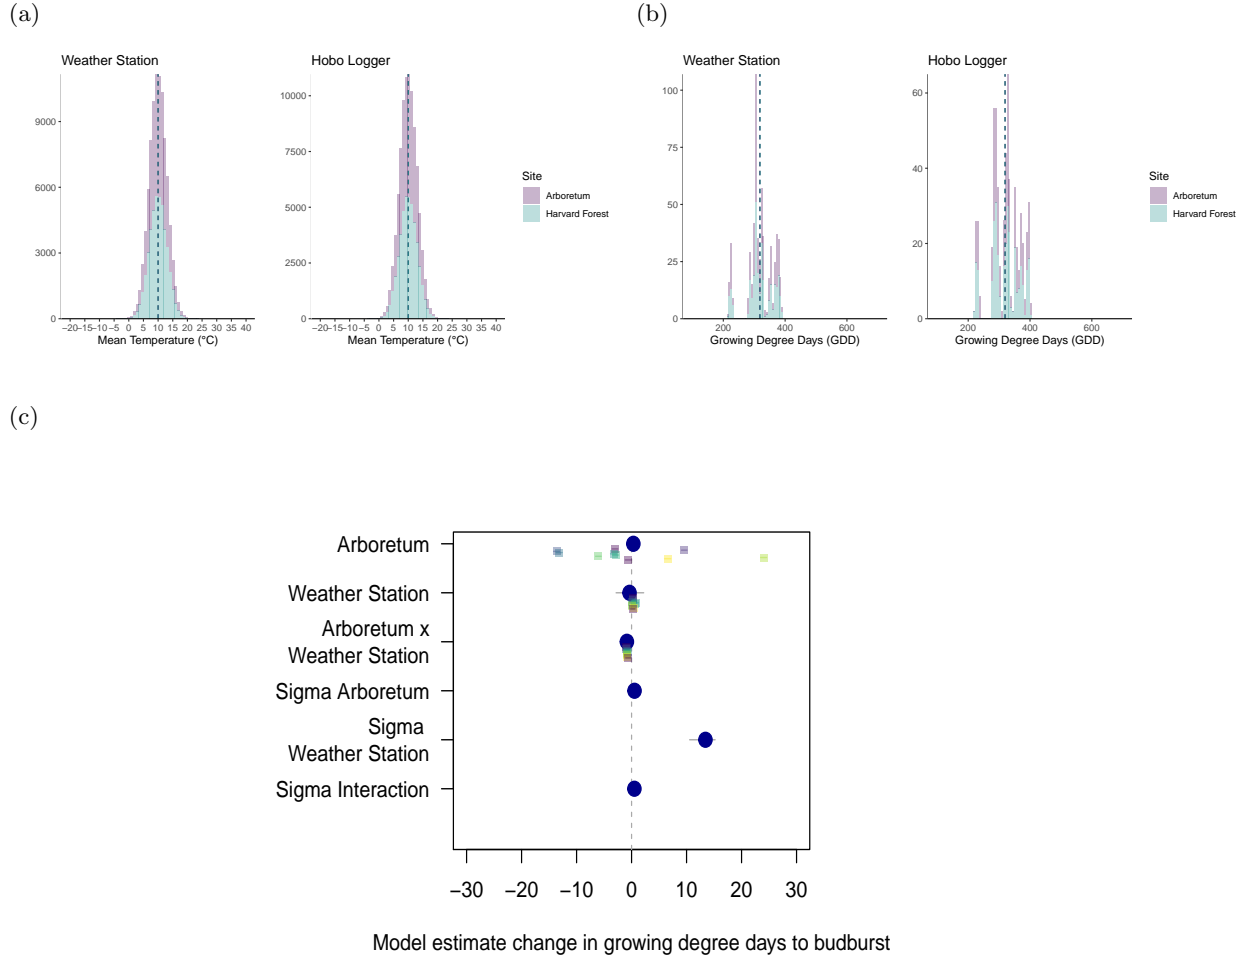 (a)
(b)
Weather Station
Hobo Logger
9000
6000
3000
0
−20−15−10−5 0 5 10 15 20 25 30 35 40
Mean Temperature (°C)
10000
7500
5000
2500
0
−20−15−10−5 0 5 10 15 20 25 30 35 40
Mean Temperature (°C)
Site
Arboretum
Harvard Forest
Weather Station
Hobo Logger
100
75
50
25
0
200 400 600
Growing Degree Days (GDD)
60
40
20
0
200 400 600
Growing Degree Days (GDD)
Site
Arboretum
Harvard Forest
(c)
Arboretum
Weather Station
Arboretum x
Weather Station
Sigma Arboretum
Sigma
Weather Station
Sigma Interaction
−30 −20 −10 0 10 20 30
Model estimate change in growing degree days to budburst